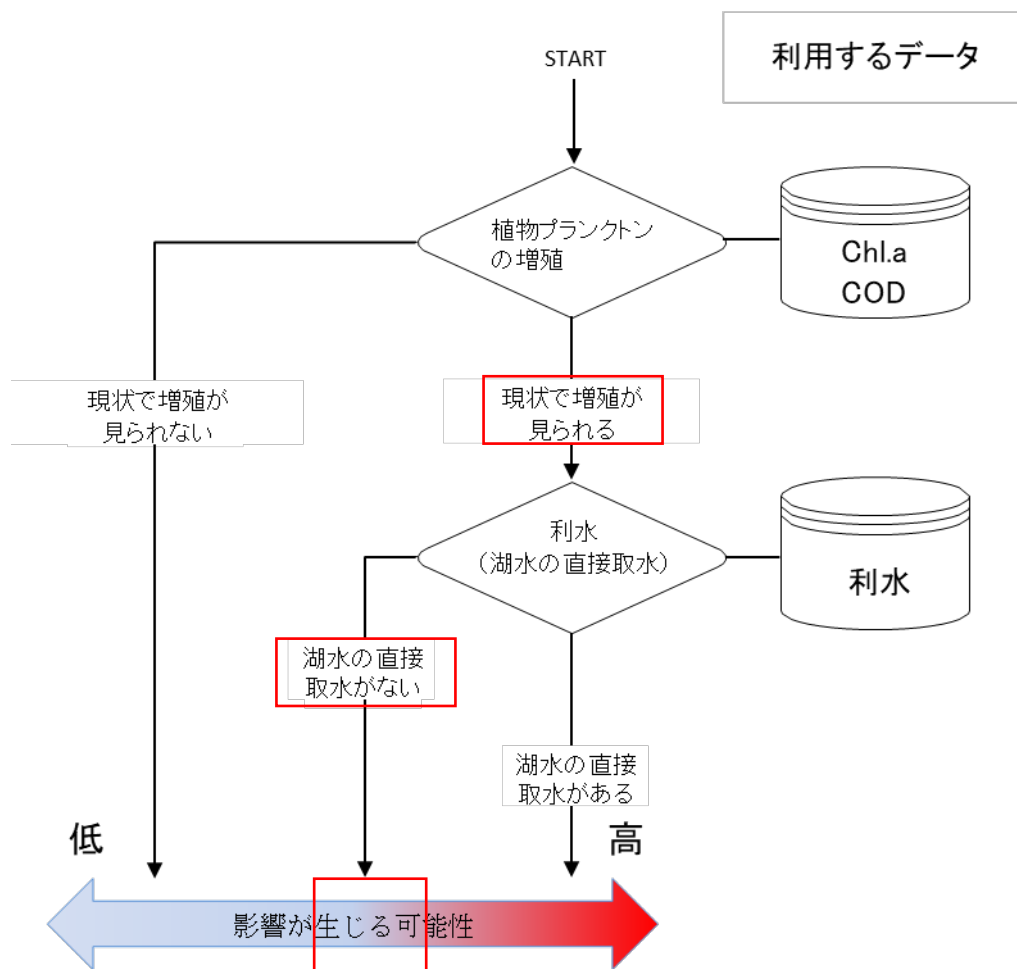 利用するデータ
START
植物プランクトン
の増殖
Chl.a
COD
現状で増殖が
見られない
現状で増殖が
見られる
利水
（湖水の直接取水）
利水
湖水の直接
取水がない
湖水の直接
取水がある
低
高
影響が生じる可能性